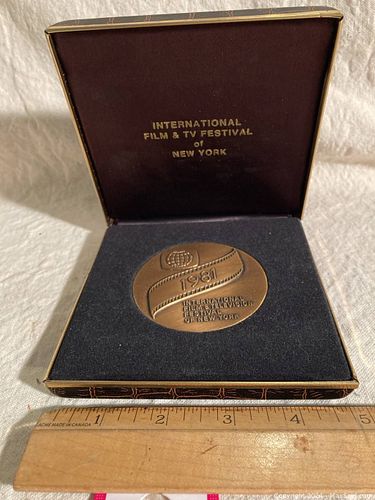 INTERNATIONAL
FILM & TV FESTIVAL
of
NEW YORK
1981
INTERNATIONAL
FILM & TELEVISION
FESTIVAL
OF NEW YORK
ACME MADE IN CANADA
1 2 3 4 5